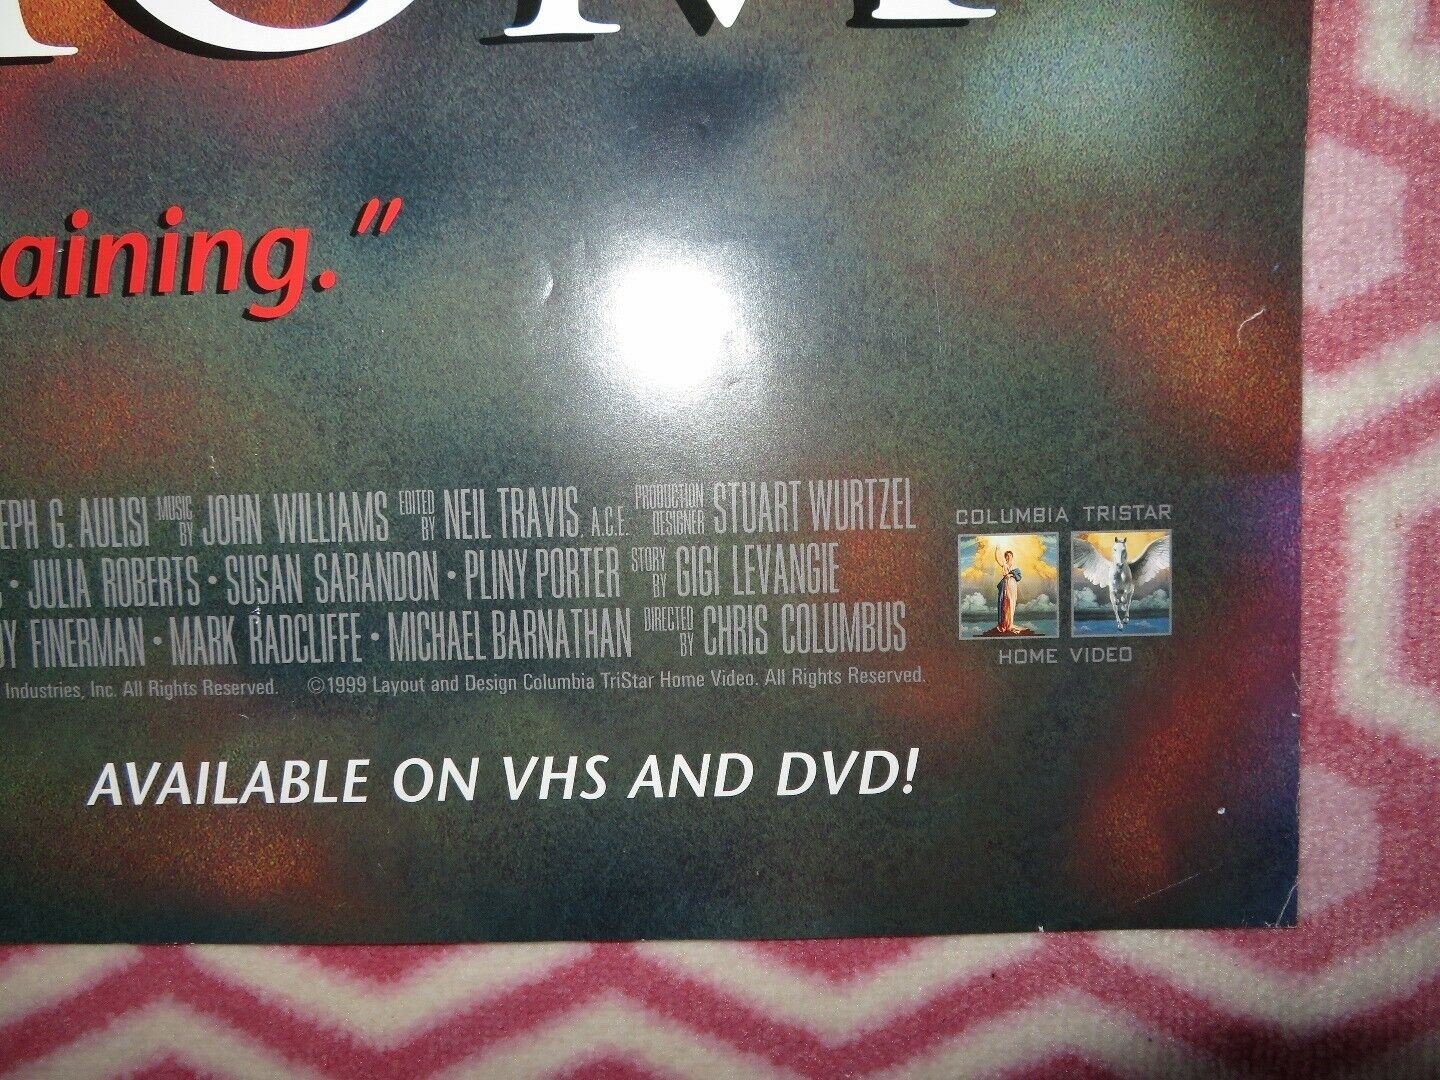 aining."
EPH G. AULISI MUSIC BY JOHN WILLIAMS EDITED BY NEIL TRAVIS, A.C.E. PRODUCTION DESIGNER STUART WURTZEL
S • JULIA ROBERTS • SUSAN SARANDON • PLINY PORTER STORY BY GIGI LEVANGIE
DY FINERMAN • MARK RADCLIFFE • MICHAEL BARNATHAN DIRECTED BY CHRIS COLUMBUS
Industries, Inc. All Rights Reserved. ©1999 Layout and Design Columbia TriStar Home Video. All Rights Reserved.
COLUMBIA TRISTAR
HOME VIDEO
AVAILABLE ON VHS AND DVD!